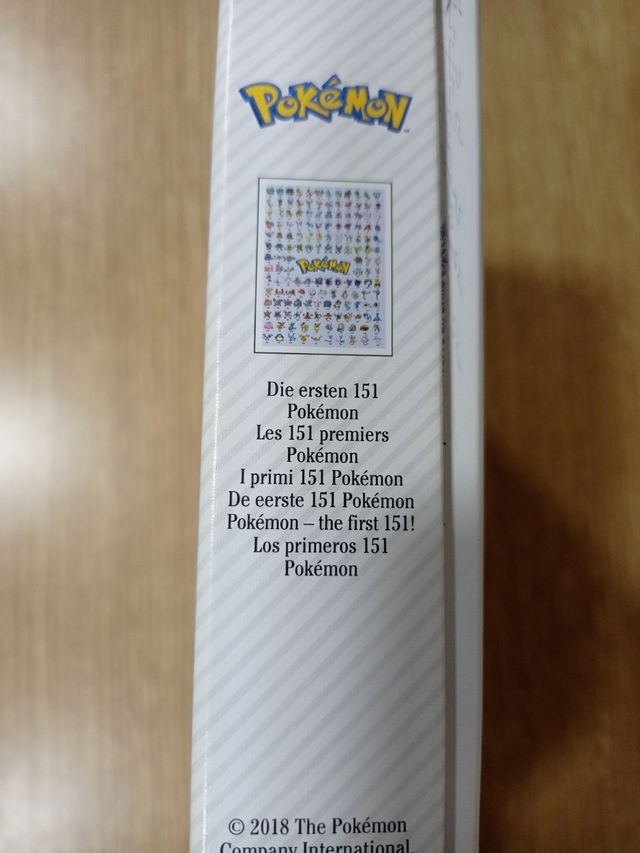 POKéMON
POKéMON
Die ersten 151
Pokémon
Les 151 premiers
Pokémon
I primi 151 Pokémon
De eerste 151 Pokémon
Pokémon – the first 151!
Los primeros 151
Pokémon
© 2018 The Pokémon
Company International.